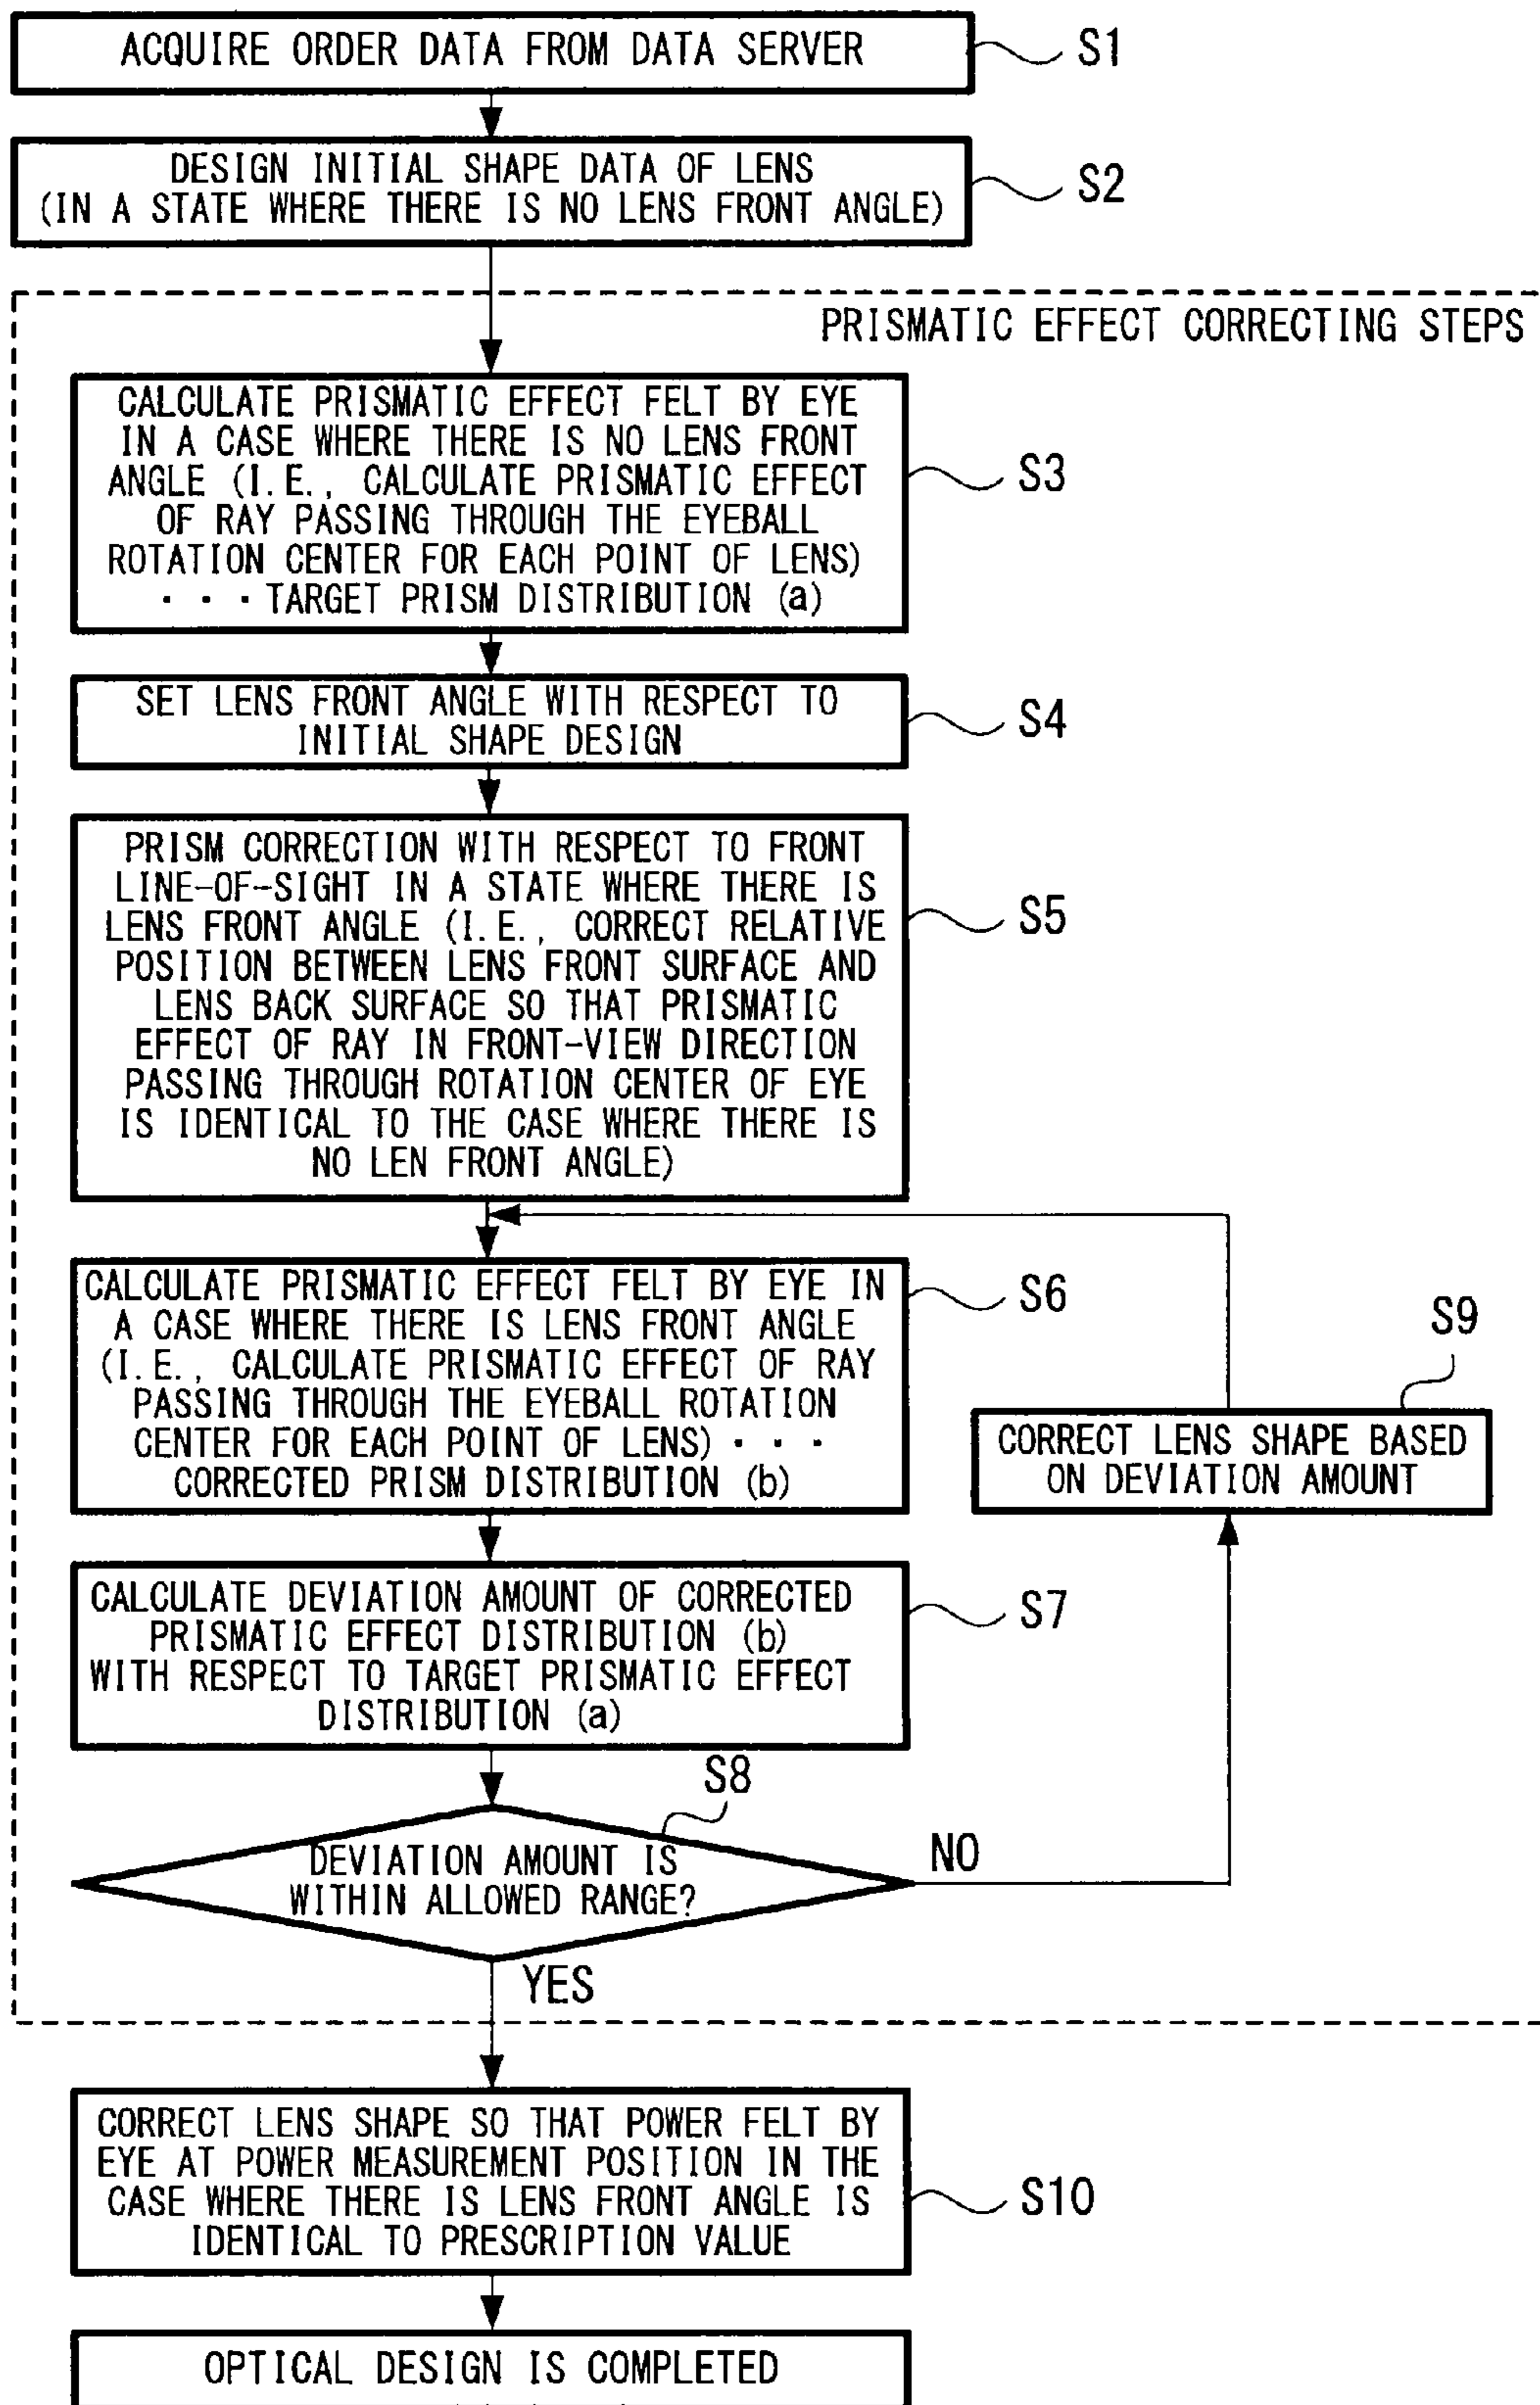 ACQUIRE ORDER DATA FROM DATA SERVER
S1
DESIGN INITIAL SHAPE DATA OF LENS
(IN A STATE WHERE THERE IS NO LENS FRONT ANGLE)
S2
PRISMATIC EFFECT CORRECTING STEPS
CALCULATE PRISMATIC EFFECT FELT BY EYE
IN A CASE WHERE THERE IS NO LENS FRONT
ANGLE (I.E., CALCULATE PRISMATIC EFFECT
OF RAY PASSING THROUGH THE EYEBALL
ROTATION CENTER FOR EACH POINT OF LENS)
・・・TARGET PRISM DISTRIBUTION (a)
S3
SET LENS FRONT ANGLE WITH RESPECT TO
INITIAL SHAPE DESIGN
S4
PRISM CORRECTION WITH RESPECT TO FRONT
LINE-OF-SIGHT IN A STATE WHERE THERE IS
LENS FRONT ANGLE (I.E., CORRECT RELATIVE
POSITION BETWEEN LENS FRONT SURFACE AND
LENS BACK SURFACE SO THAT PRISMATIC
EFFECT OF RAY IN FRONT-VIEW DIRECTION
PASSING THROUGH ROTATION CENTER OF EYE
IS IDENTICAL TO THE CASE WHERE THERE IS
NO LEN FRONT ANGLE)
S5
CALCULATE PRISMATIC EFFECT FELT BY EYE IN
A CASE WHERE THERE IS LENS FRONT ANGLE
(I.E., CALCULATE PRISMATIC EFFECT OF RAY
PASSING THROUGH THE EYEBALL ROTATION
CENTER FOR EACH POINT OF LENS)・・・
CORRECTED PRISM DISTRIBUTION (b)
S6
S9
CORRECT LENS SHAPE BASED
ON DEVIATION AMOUNT
CALCULATE DEVIATION AMOUNT OF CORRECTED
PRISMATIC EFFECT DISTRIBUTION (b)
WITH RESPECT TO TARGET PRISMATIC EFFECT
DISTRIBUTION (a)
S7
S8
DEVIATION AMOUNT IS
WITHIN ALLOWED RANGE?
NO
YES
CORRECT LENS SHAPE SO THAT POWER FELT BY
EYE AT POWER MEASUREMENT POSITION IN THE
CASE WHERE THERE IS LENS FRONT ANGLE IS
IDENTICAL TO PRESCRIPTION VALUE
S10
OPTICAL DESIGN IS COMPLETED